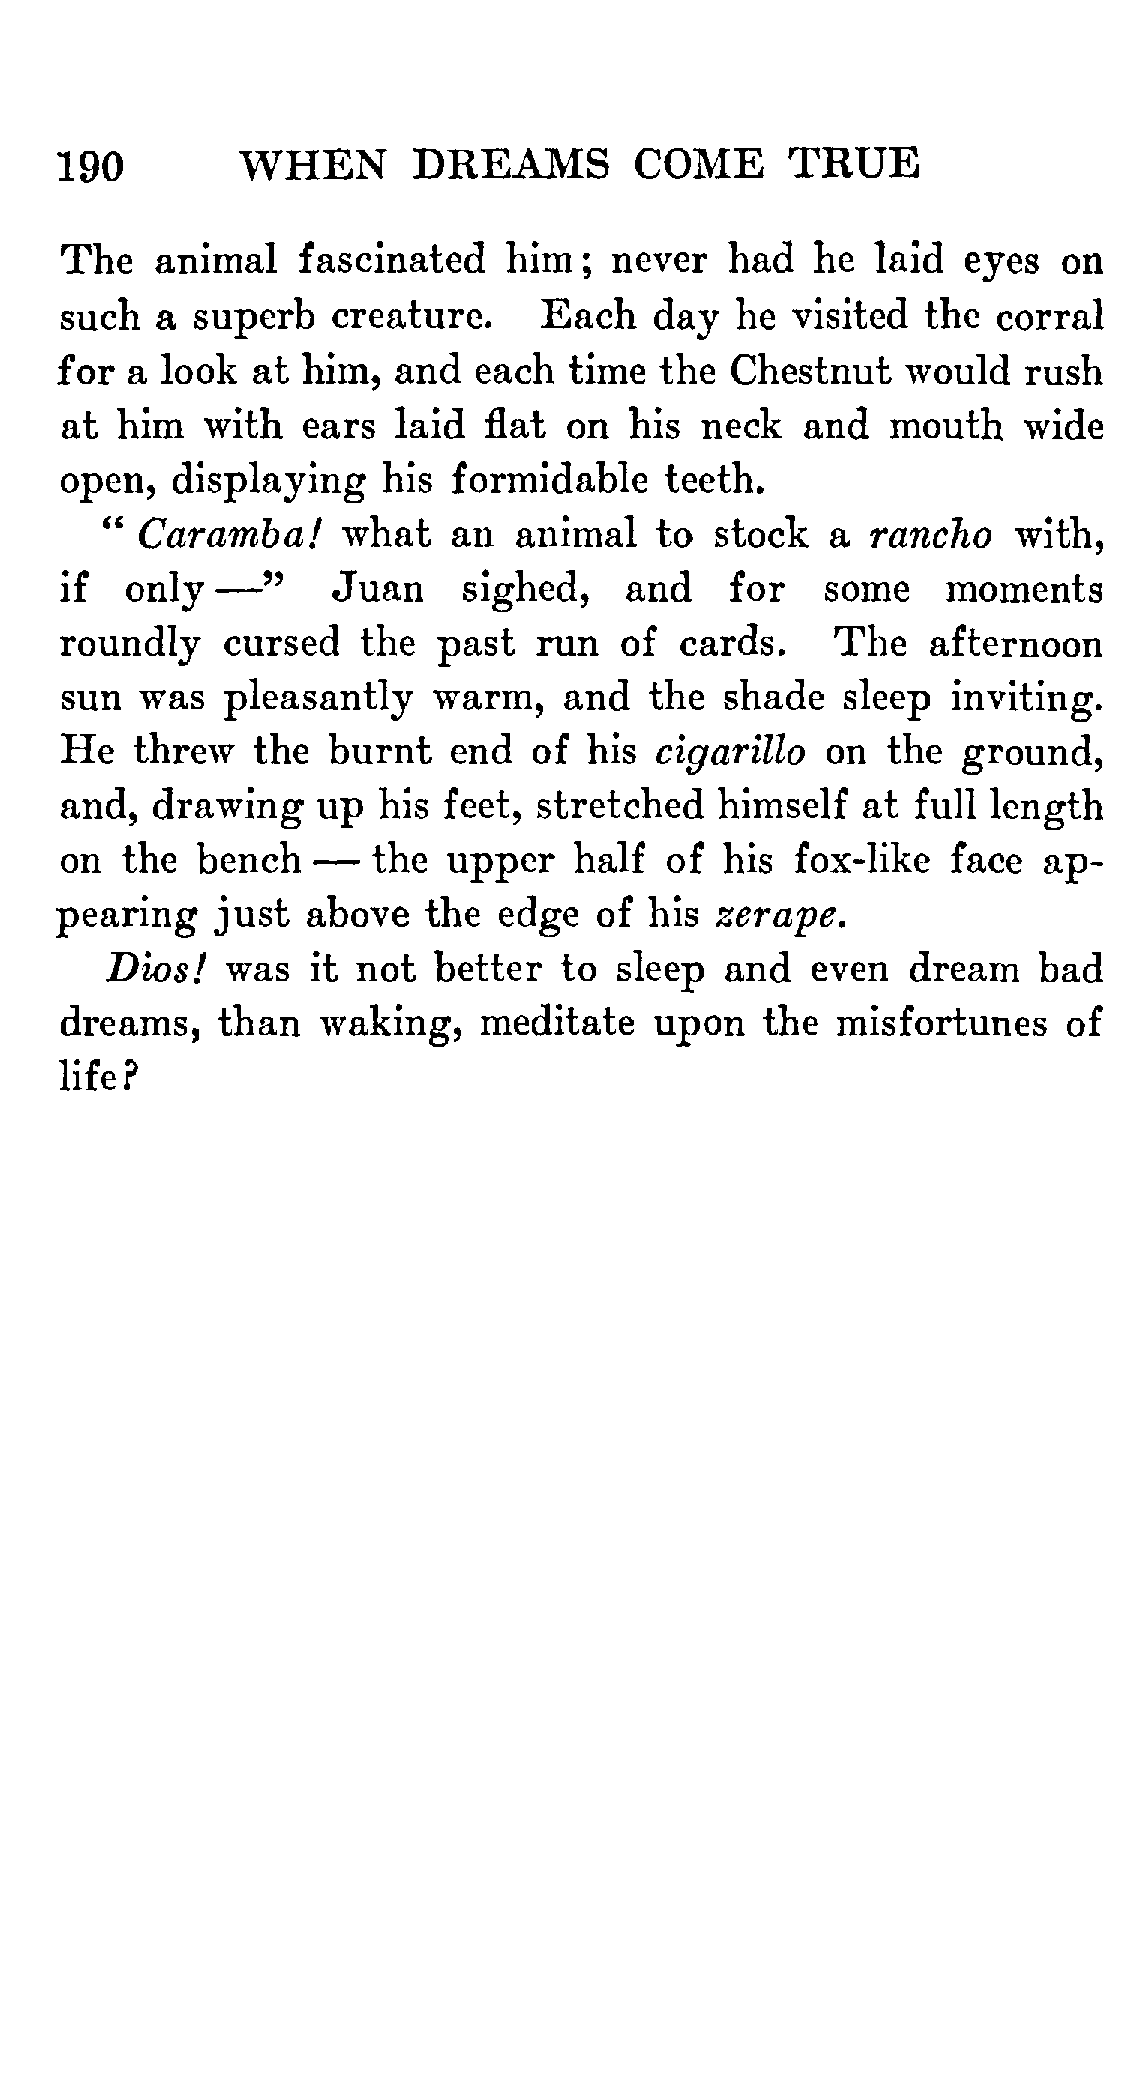 190 WHEN DREAMS COME TRUE
The animal fascinated him; never had he laid eyes on
such a superb creature. Each day he visited the corral
for a look at him, and each time the Chestnut would rush
at him with ears laid flat on his neck and mouth wide
open, displaying his formidable teeth.
“Caramba! what an animal to stock a rancho with,
if only—” Juan sighed, and for some moments
roundly cursed the past run of cards. The afternoon
sun was pleasantly warm, and the shade sleep inviting.
He threw the burnt end of his cigarillo on the ground,
and, drawing up his feet, stretched himself at full length
on the bench — the upper half of his fox-like face ap-
pearing just above the edge of his zerape.
Dios! was it not better to sleep and even dream bad
dreams, than waking, meditate upon the misfortunes of
life?